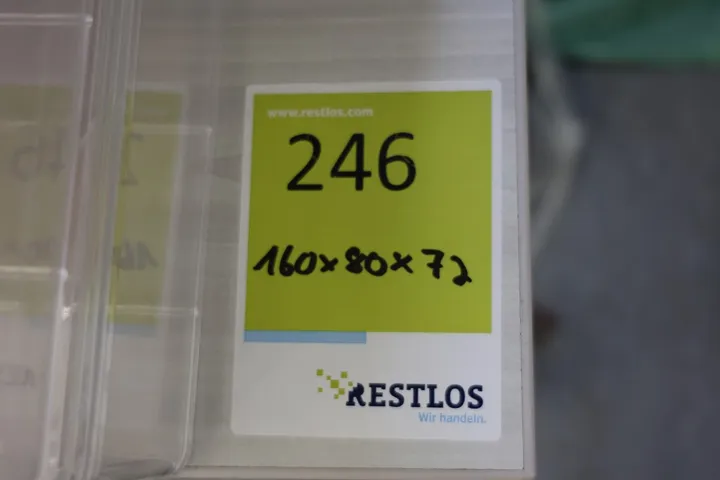 www.restlos.com
246
160x80x72
RESTLOS
Wir handeln.